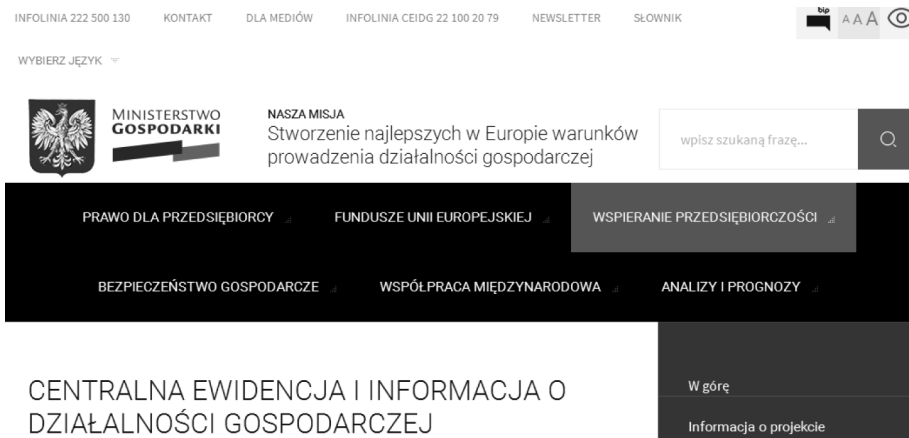 INFOLINIA 222 500 130 KONTAKT DLA MEDIÓW INFOLINIA CEIDG 22 100 20 79 NEWSLETTER SŁOWNIK
bip
A A A
WYBIERZ JĘZYK
MINISTERSTWO
GOSPODARKI
NASZA MISJA
Stworzenie najlepszych w Europie warunków
prowadzenia działalności gospodarczej
wpisz szukaną frazę...
PRAWO DLA PRZEDSIĘBIORCY FUNDUSZE UNII EUROPEJSKIEJ WSPIERANIE PRZEDSIĘBIORCZOŚCI
BEZPIECZEŃSTWO GOSPODARCZE WSPÓŁPRACA MIĘDZYNARODOWA ANALIZY I PROGNOZY
CENTRALNA EWIDENCJA I INFORMACJA O
DZIAŁALNOŚCI GOSPODARCZEJ
W górę
Informacja o projekcie